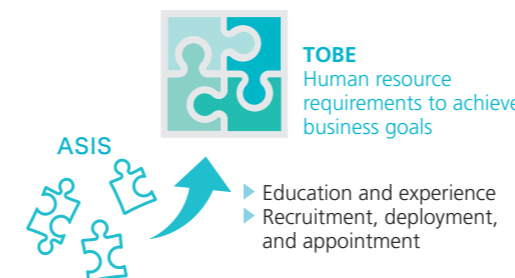 TOBE
Human resource
requirements to achieve
business goals
ASIS
Education and experience
Recruitment, deployment,
and appointment